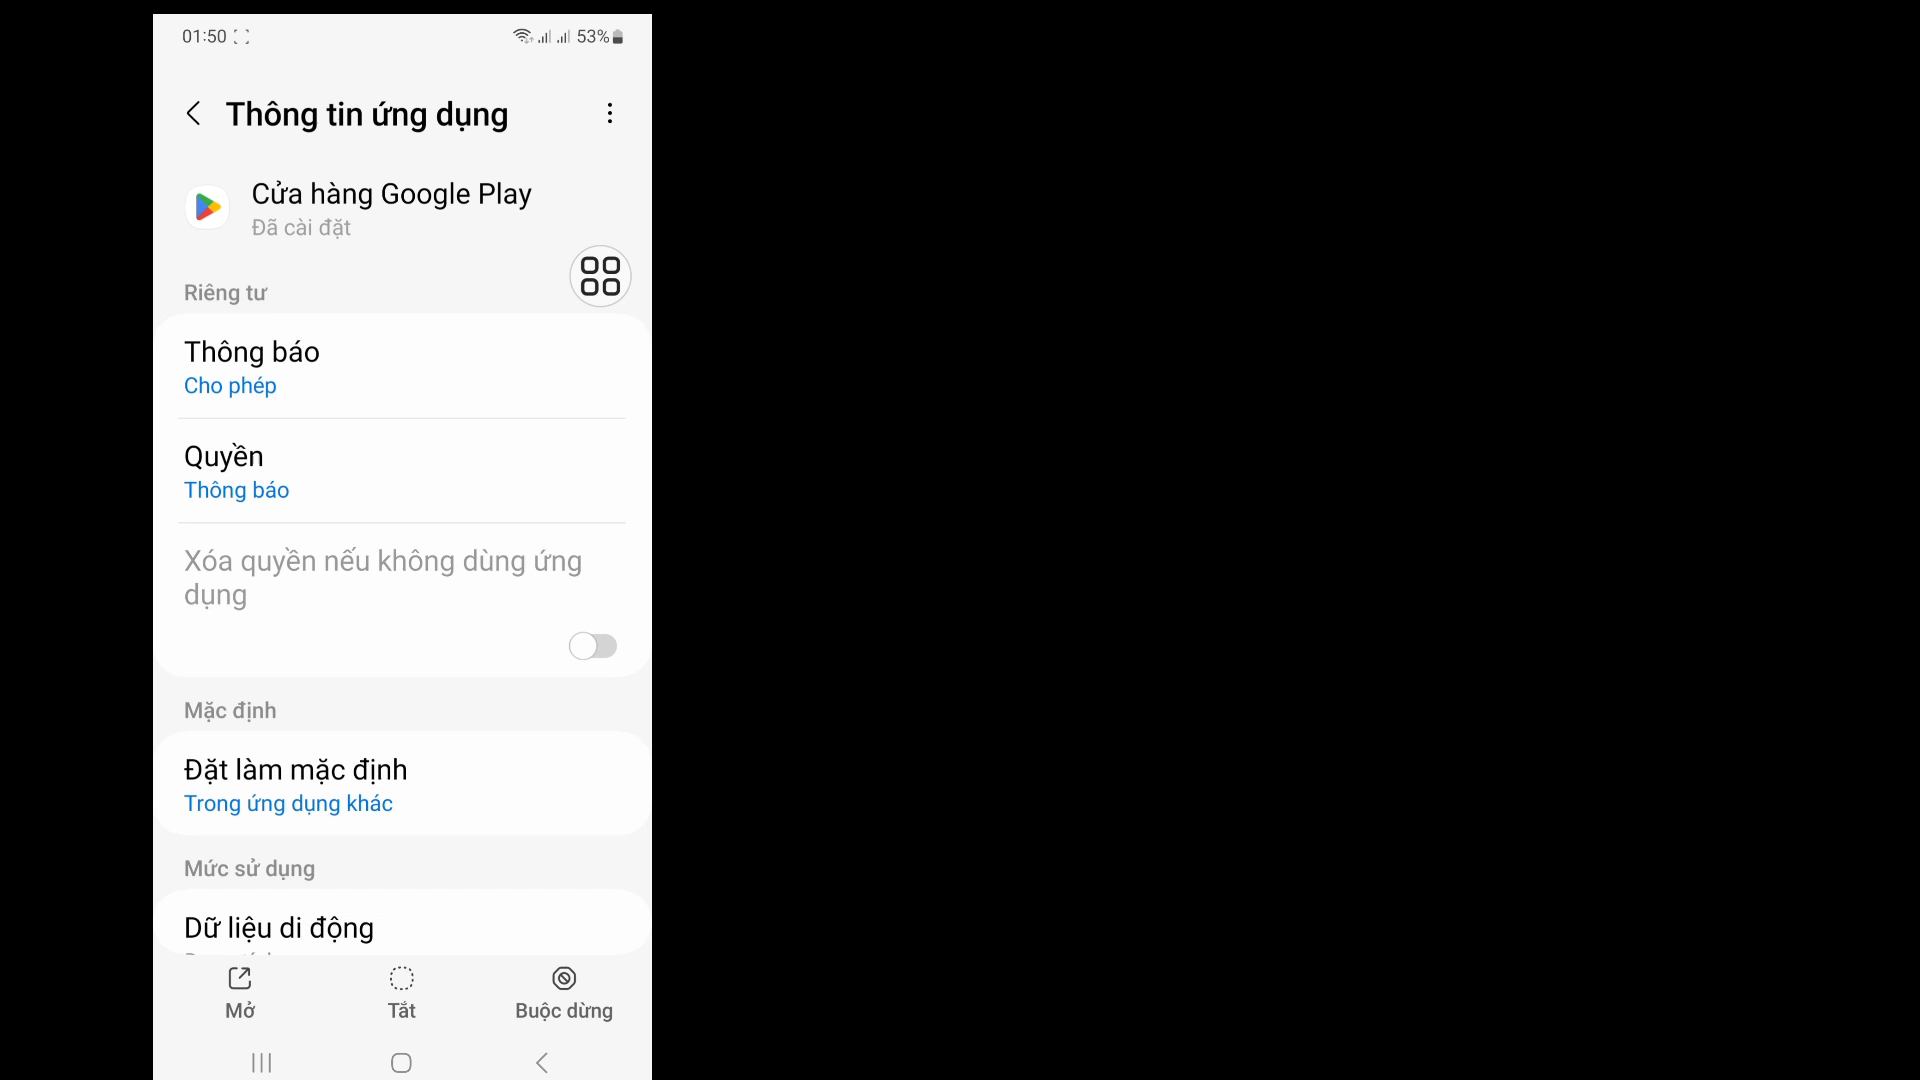 01:50
53%
Thông tin ứng dụng
Cửa hàng Google Play
Đã cài đặt
Riêng tư
Thông báo
Cho phép
Quyền
Thông báo
Xóa quyền nếu không dùng ứng
dụng
Mặc định
Đặt làm mặc định
Trong ứng dụng khác
Mức sử dụng
Dữ liệu di động
Mở
Tắt
Buộc dừng